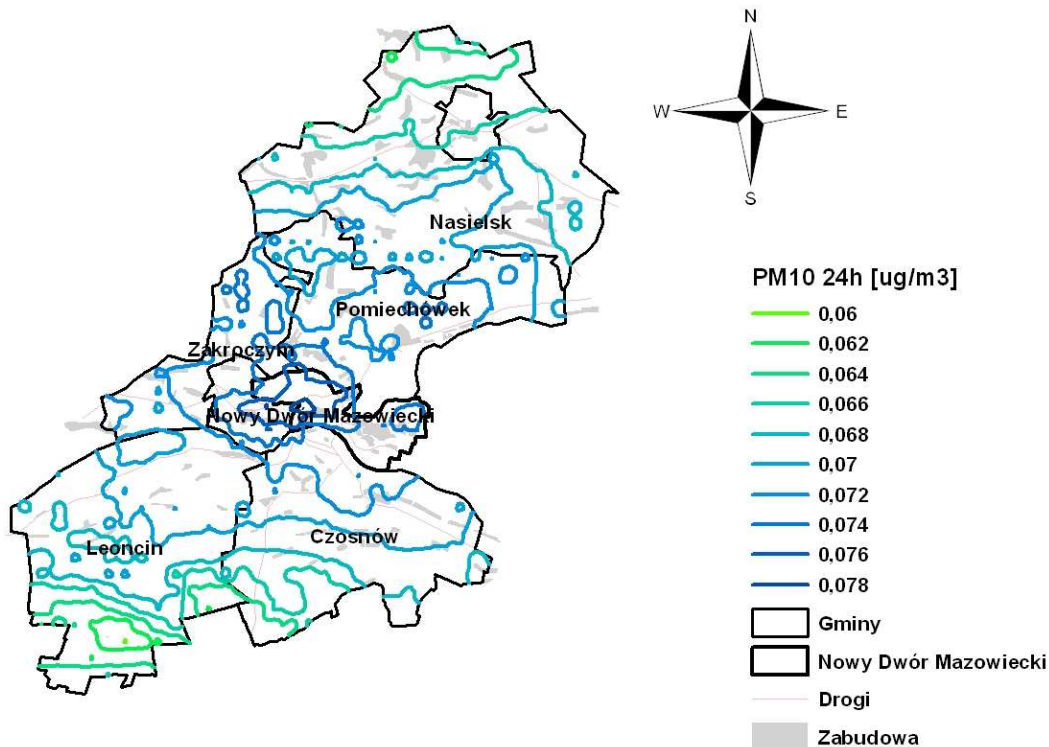 N
W
E
S
Nasielsk
Pomiechówek
Zakroczym
Nowy Dwór Mazowiecki
Leoncin
Czosnów
PM10 24h [ug/m3]
0,06
0,062
0,064
0,066
0,068
0,07
0,072
0,074
0,076
0,078
Gminy
Nowy Dwór Mazowiecki
Drogi
Zabudowa